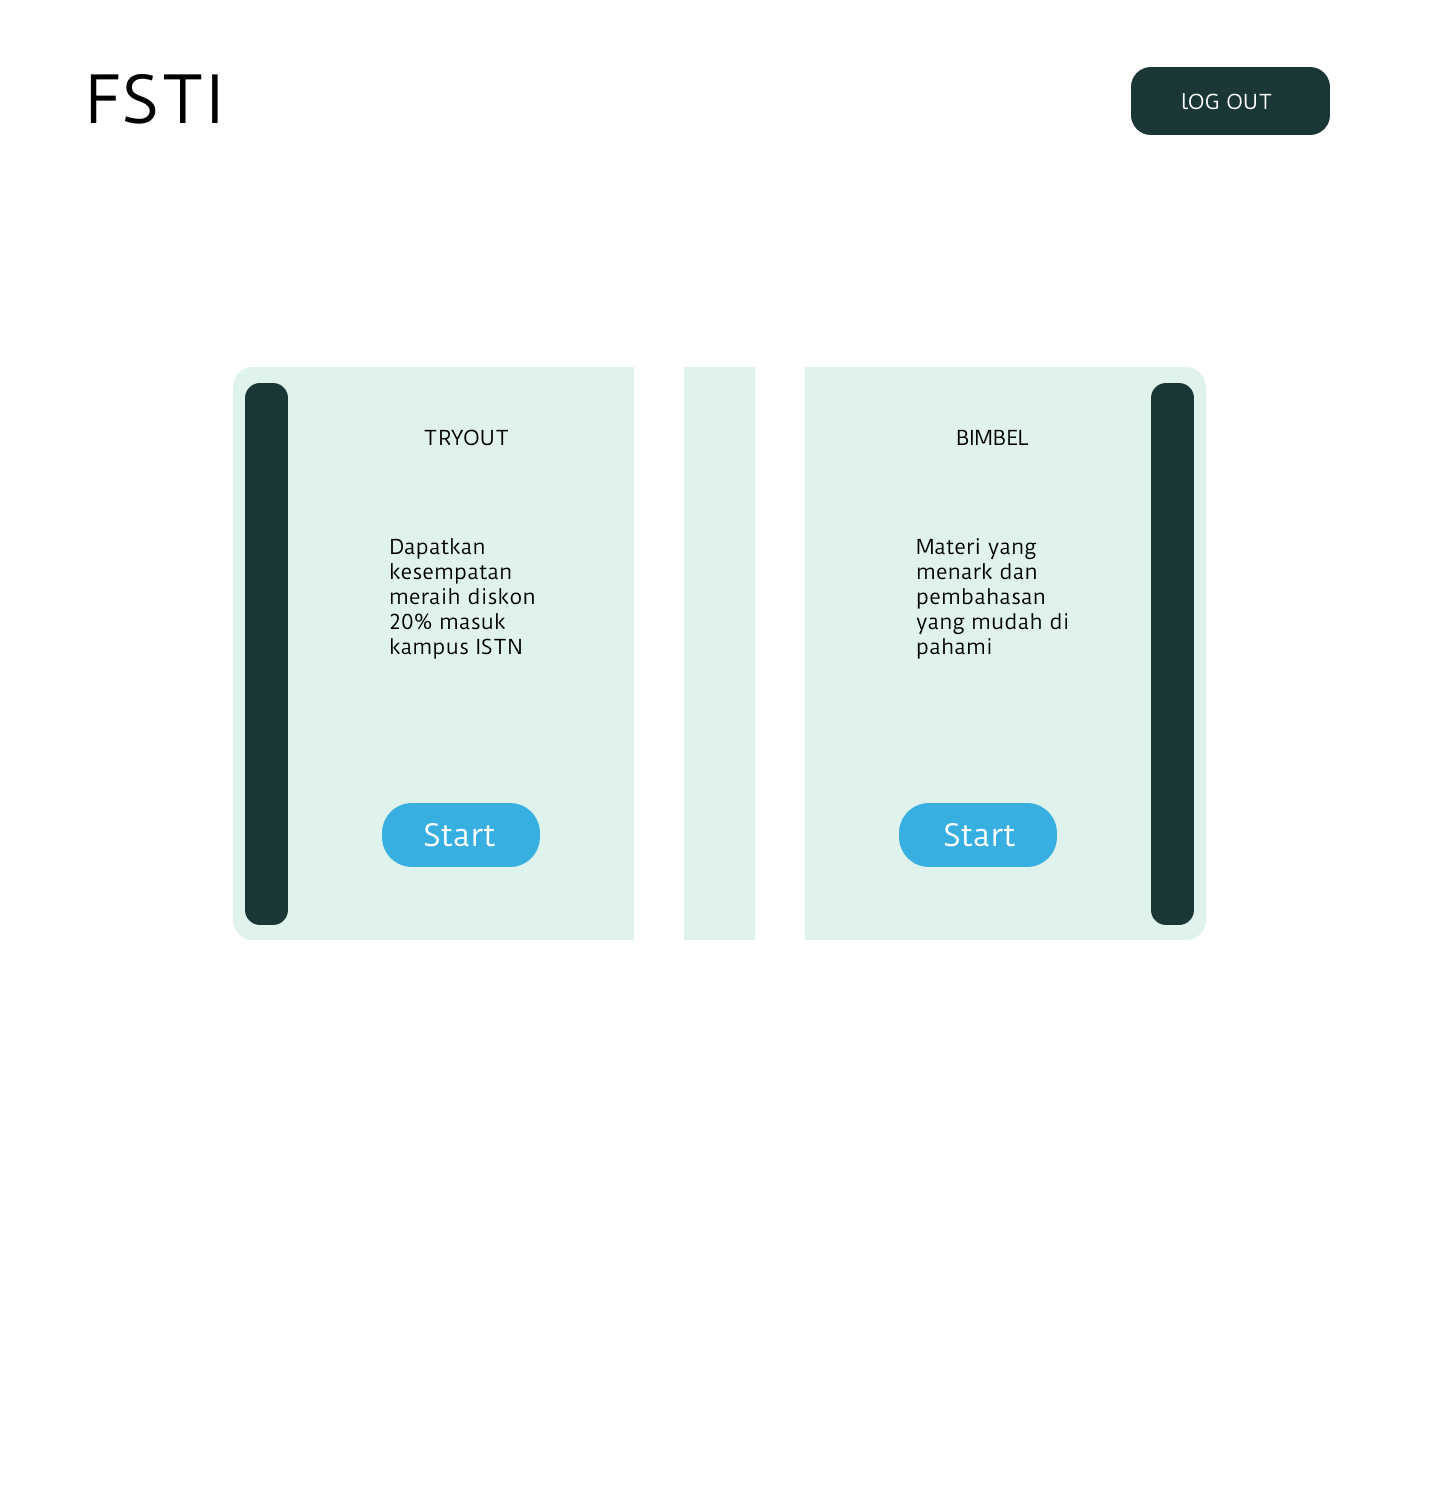 FSTI
lOG OUT
TRYOUT
Dapatkan
kesempatan
meraih diskon
20% masuk
kampus ISTN
Start
BIMBEL
Materi yang
menark dan
pembahasan
yang mudah di
pahami
Start